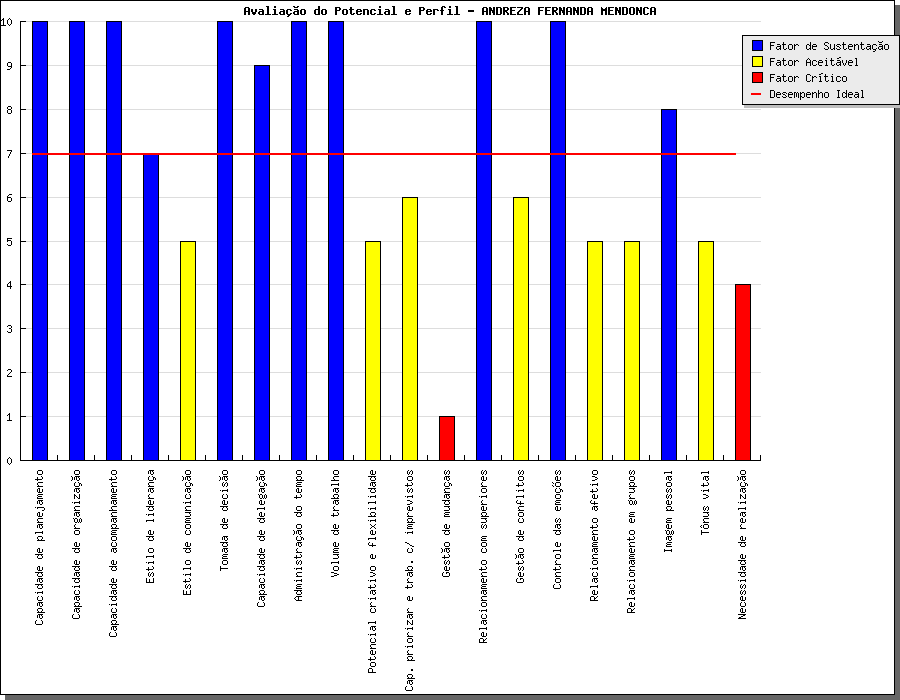 Avaliação do Potencial e Perfil - ANDREZA FERNANDA MENDONCA
Fator de Sustentação
Fator Aceitável
Fator Crítico
Desempenho Ideal
10
9
8
7
6
5
4
3
2
1
0
Capacidade de planejamento
Capacidade de organização
Capacidade de acompanhamento
Estilo de liderança
Estilo de comunicação
Tomada de decisão
Capacidade de delegação
Administração do tempo
Volume de trabalho
Potencial criativo e flexibilidade
Cap. priorizar e trab. c/ imprevistos
Gestão de mudanças
Relacionamento com superiores
Gestão de conflitos
Controle das emoções
Relacionamento afetivo
Relacionamento em grupos
Imagem pessoal
Tônus vital
Necessidade de realização